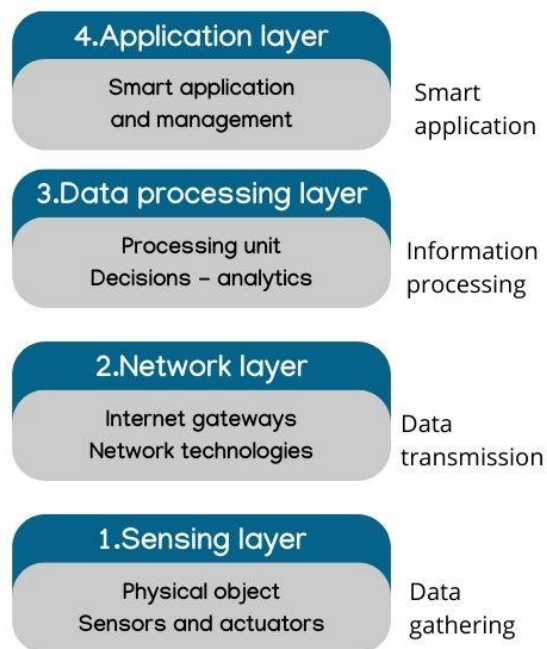 4.Application layer
Smart application
and management
Smart
application
3.Data processing layer
Processing unit
Decisions – analytics
Information
processing
2.Network layer
Internet gateways
Network technologies
Data
transmission
1.Sensing layer
Physical object
Sensors and actuators
Data
gathering